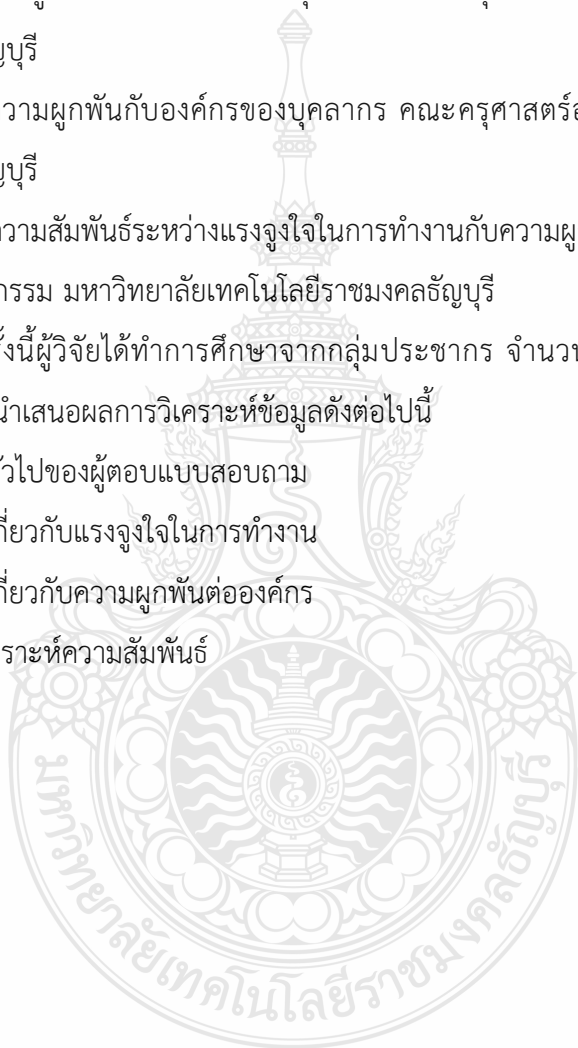 ญบุรี
วามผูกพันกับองค์กรของบุคลากร คณะครุศาสตร์อ
ญบุรี
ความสัมพันธ์ระหว่างแรงจูงใจในการทำงานกับความผู
กรรม มหาวิทยาลัยเทคโนโลยีราชมงคลธัญบุรี
รั้งนี้ผู้วิจัยได้ทำการศึกษาจากกลุ่มประชากร จำนวน
นำเสนอผลการวิเคราะห์ข้อมูลดังต่อไปนี้
ทั่วไปของผู้ตอบแบบสอบถาม
กี่ยวกับแรงจูงใจในการทำงาน
กี่ยวกับความผูกพันต่อองค์กร
คราะห์ความสัมพันธ์
มหาวิทยาลัยเทคโนโลยีราชมงคลธัญบุรี